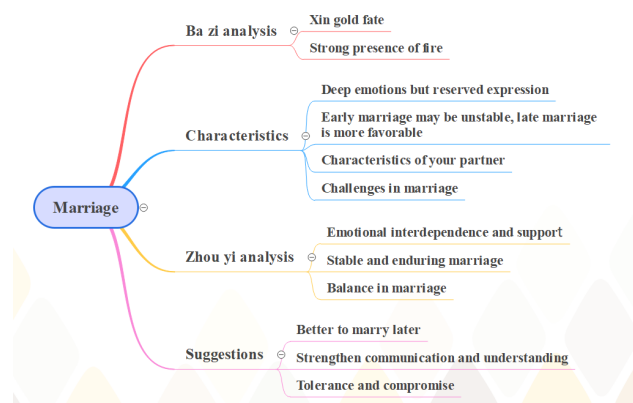 Marriage
Ba zi analysis
Xin gold fate
Strong presence of fire
Characteristics
Deep emotions but reserved expression
Early marriage may be unstable, late marriage
is more favorable
Characteristics of your partner
Challenges in marriage
Zhou yi analysis
Emotional interdependence and support
Stable and enduring marriage
Balance in marriage
Suggestions
Better to marry later
Strengthen communication and understanding
Tolerance and compromise